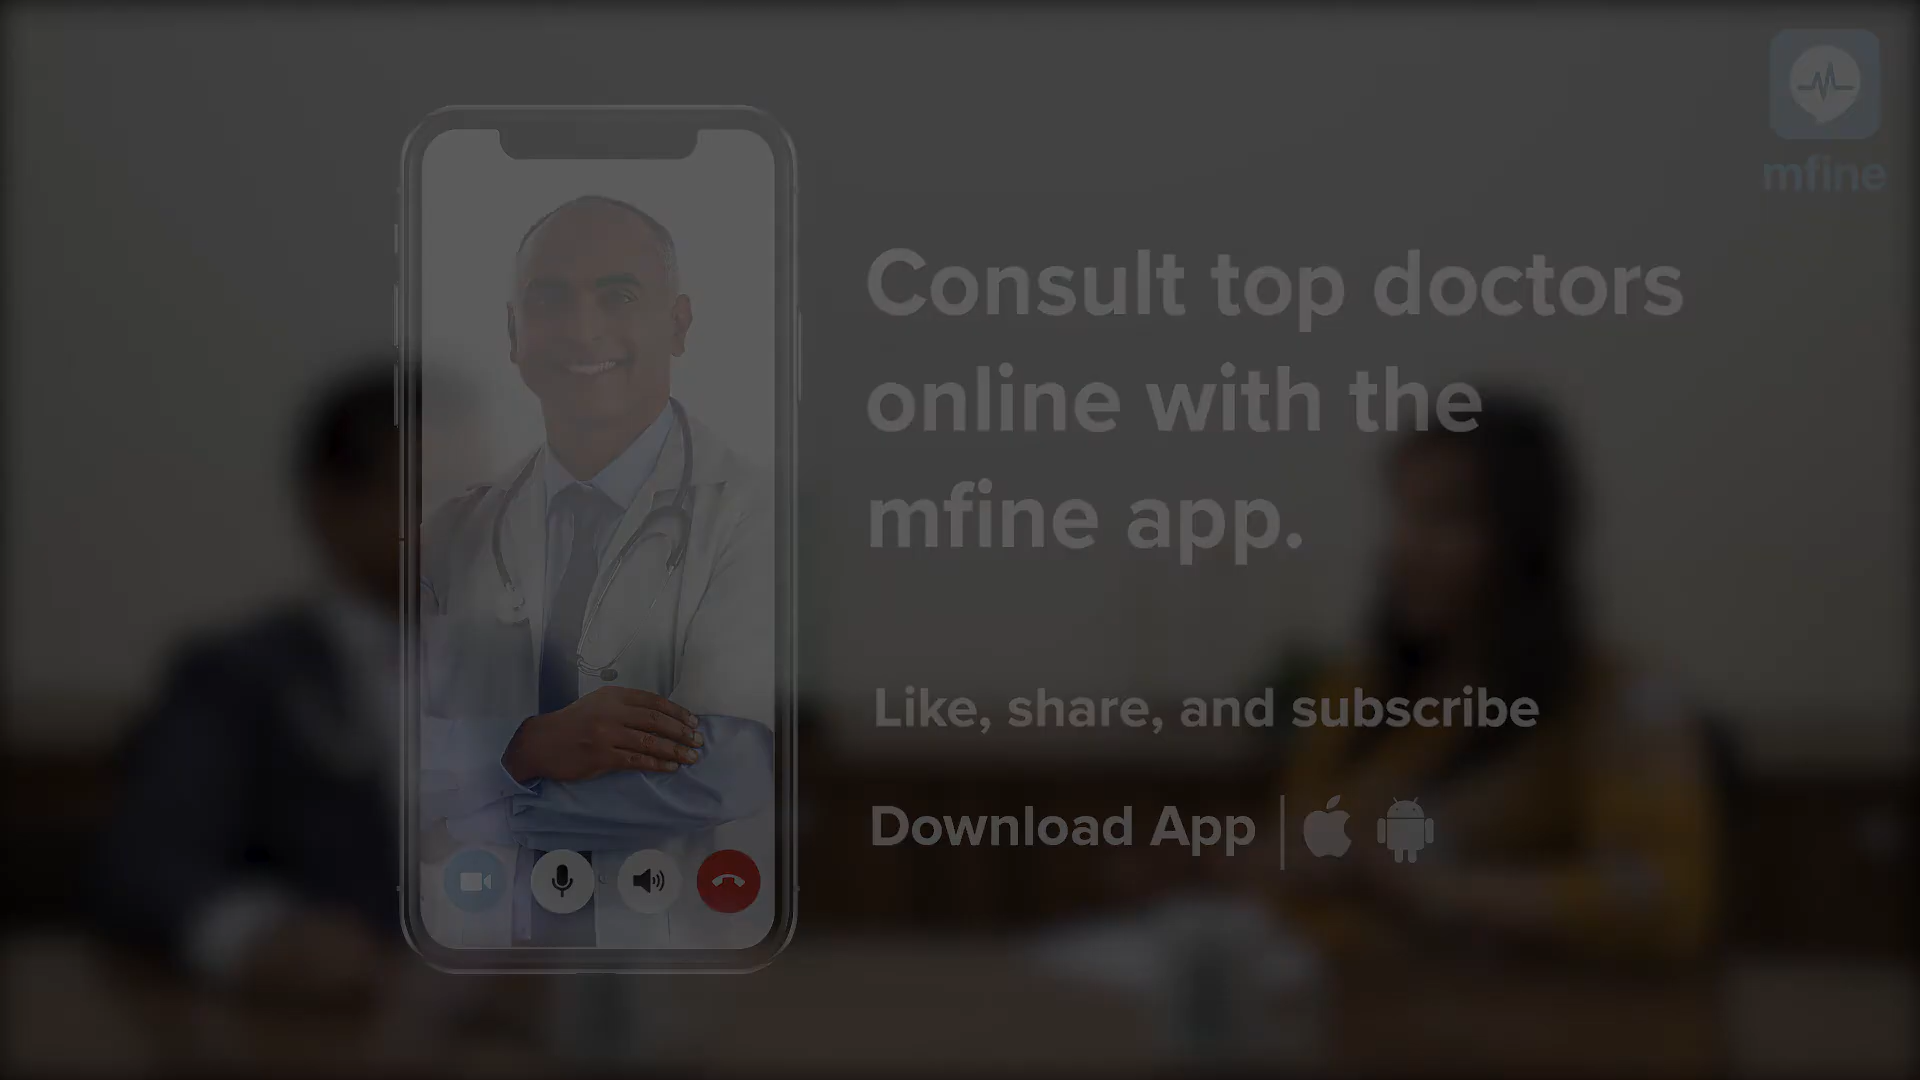 mfine
Consult top doctors
online with the
mfine app.
Like, share, and subscribe
Download App